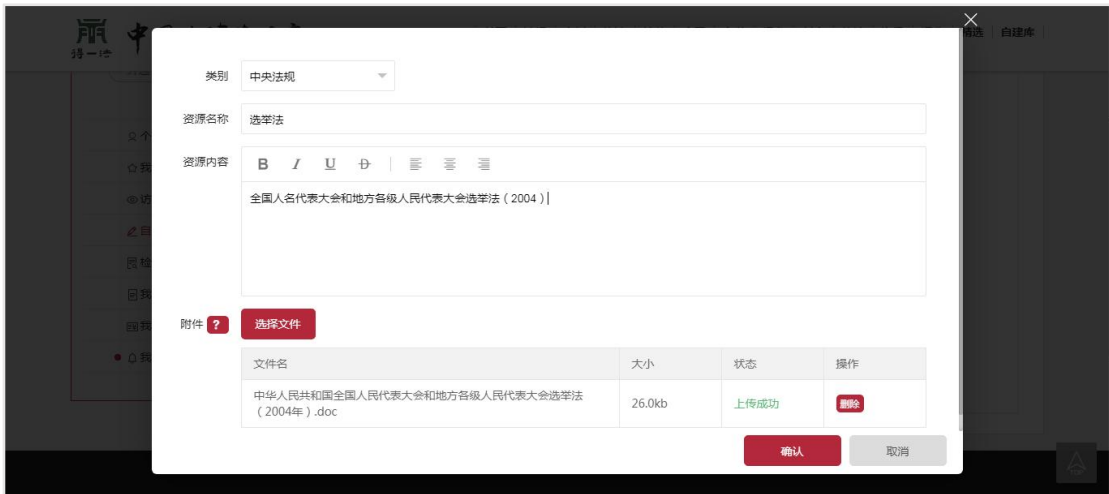 得一法
精选 自建库
类别 中央法规
资源名称 选举法
资源内容 B I U D
全国人名代表大会和地方各级人民代表大会选举法（2004）
附件 ? 选择文件
文件名 大小 状态 操作
中华人民共和国全国人民代表大会和地方各级人民代表大会选举法
（2004年）.doc 26.0kb 上传成功 删除
确认 取消